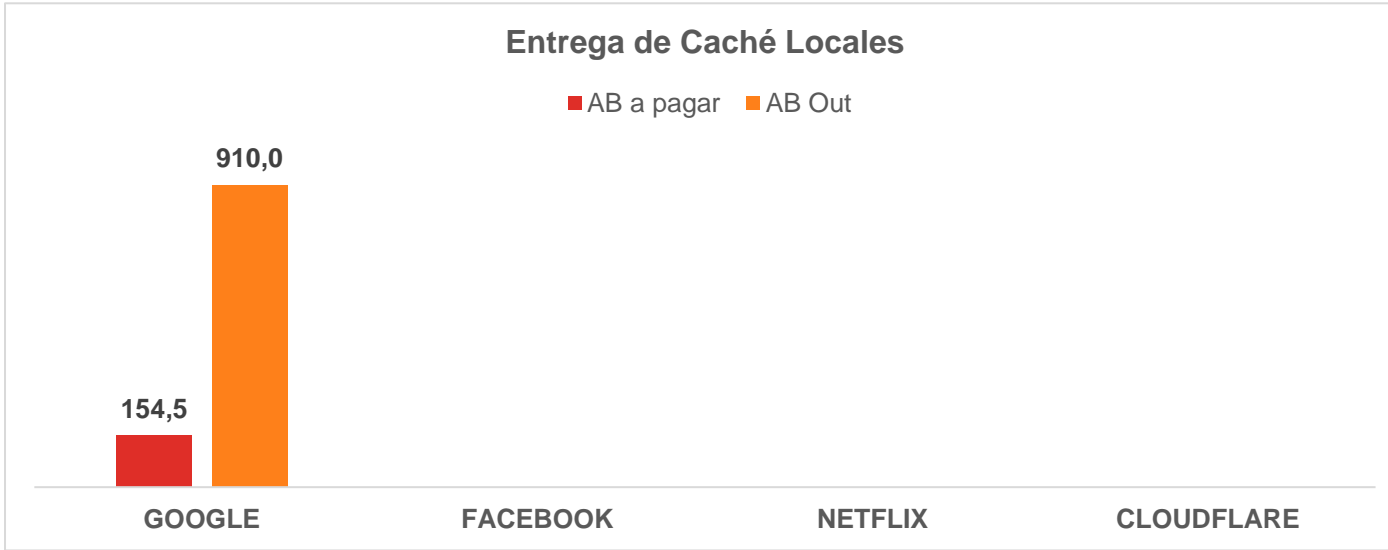 Entrega de Caché Locales
AB a pagar AB Out
910,0
154,5
GOOGLE FACEBOOK NETFLIX CLOUDFLARE